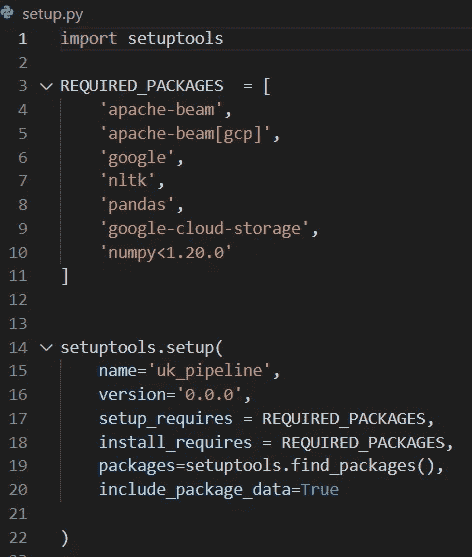 setup.py
1 import setuptools
2
3 REQUIRED_PACKAGES  = [
4     'apache-beam',
5     'apache-beam[gcp]',
6     'google',
7     'nltk',
8     'pandas',
9     'google-cloud-storage',
10     'numpy<1.20.0'
11 ]
12
13
14 setuptools.setup(
15     name='uk_pipeline',
16     version='0.0.0',
17     setup_requires = REQUIRED_PACKAGES,
18     install_requires = REQUIRED_PACKAGES,
19     packages=setuptools.find_packages(),
20     include_package_data=True
21
22 )